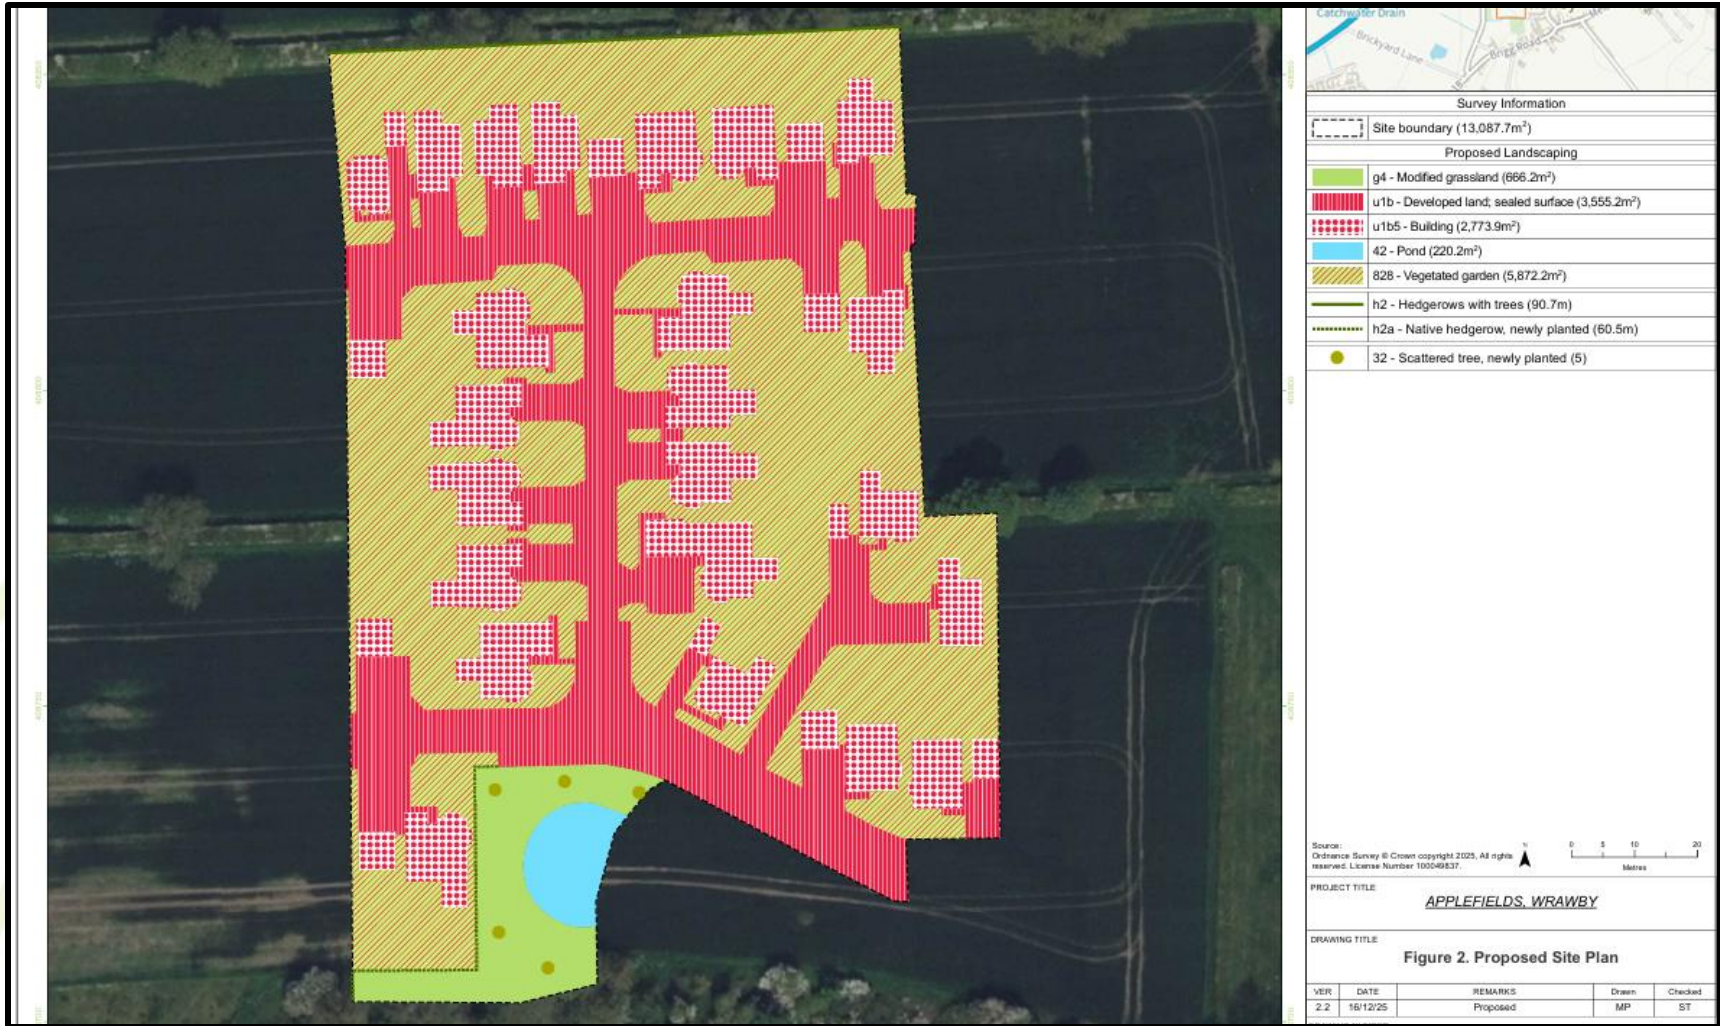 Catchwater Drain
Brickyard Lane
Brigg Road
Survey Information
Site boundary (13,087.7m²)
Proposed Landscaping
g4 - Modified grassland (666.2m²)
u1b - Developed land; sealed surface (3,555.2m²)
u1b5 - Building (2,773.9m²)
42 - Pond (220.2m²)
828 - Vegetated garden (5,872.2m²)
h2 - Hedgerows with trees (90.7m)
h2a - Native hedgerow, newly planted (60.5m)
32 - Scattered tree, newly planted (5)
Source:
Ordnance Survey © Crown copyright 2025, All rights
reserved. License Number 100049837.
N
0 5 10 20
Metres
PROJECT TITLE
APPLEFIELDS, WRAWBY
DRAWING TITLE
Figure 2. Proposed Site Plan
VER DATE REMARKS Drawn Checked
2.2 16/12/25 Proposed MP ST